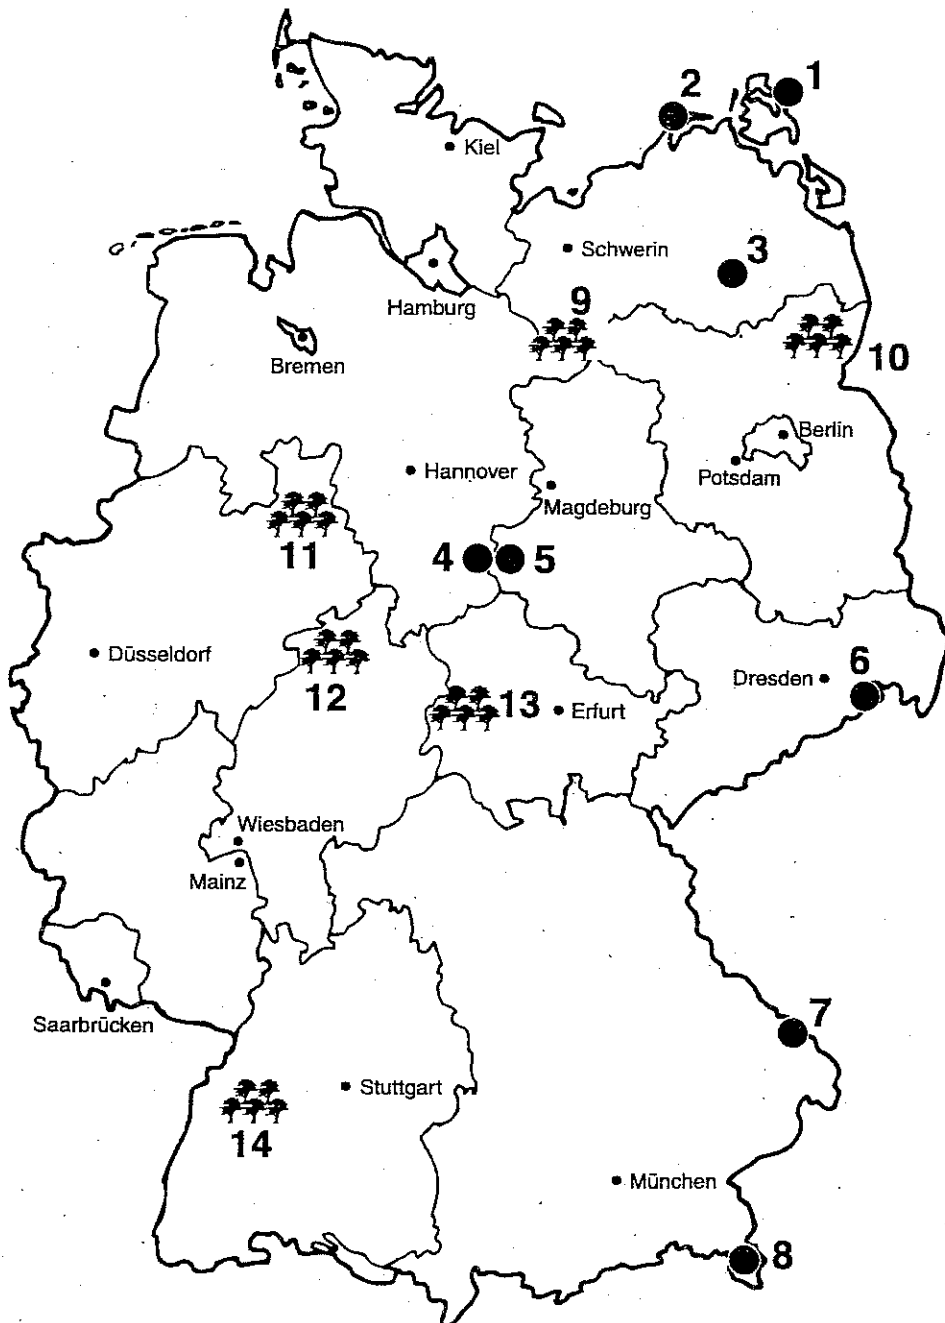 1
2
Kiel
Schwerin
3
Hamburg
9
Bremen
10
Berlin
Hannover
Potsdam
Magdeburg
11
4
5
Düsseldorf
12
Dresden
6
13
Erfurt
Wiesbaden
Mainz
Saarbrücken
7
Stuttgart
14
München
8